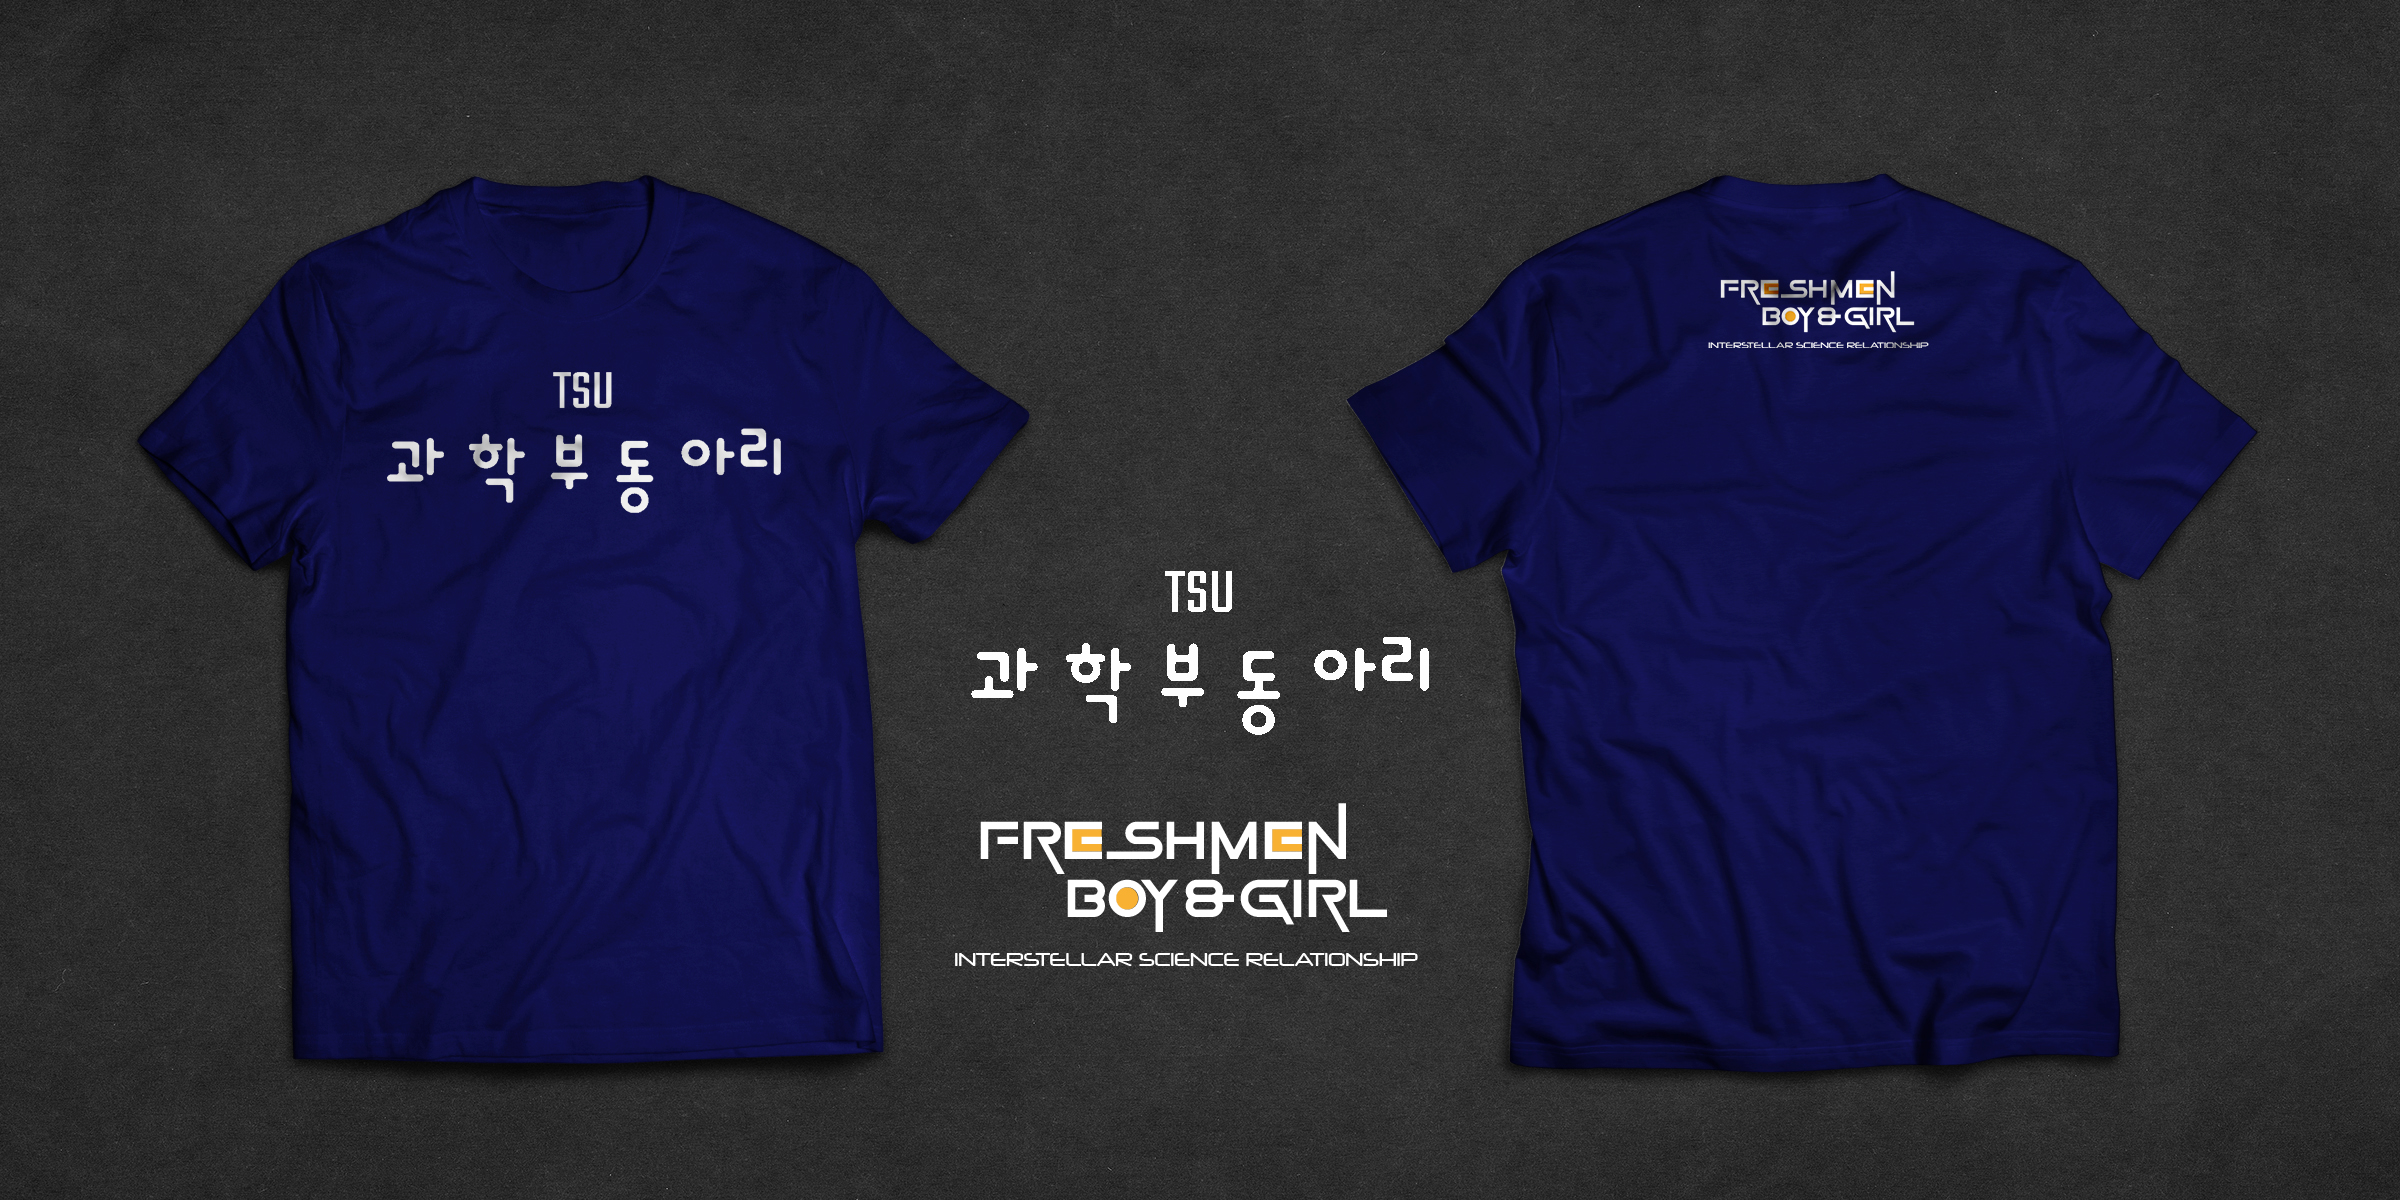 TSU
과 학 부 동 아리
FRESHMEN
BOY & GIRL
INTERSTELLAR SCIENCE RELATIONSHIP
TSU
과 학 부 동 아리
FRESHMEN
BOY & GIRL
INTERSTELLAR SCIENCE RELATIONSHIP